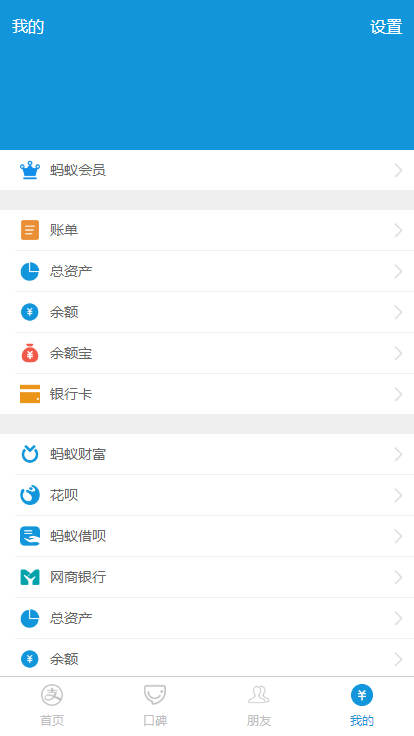 我的 设置
蚂蚁会员
账单
总资产
余额
余额宝
银行卡
蚂蚁财富
花呗
蚂蚁借呗
网商银行
总资产
余额
首页 口碑 朋友 我的